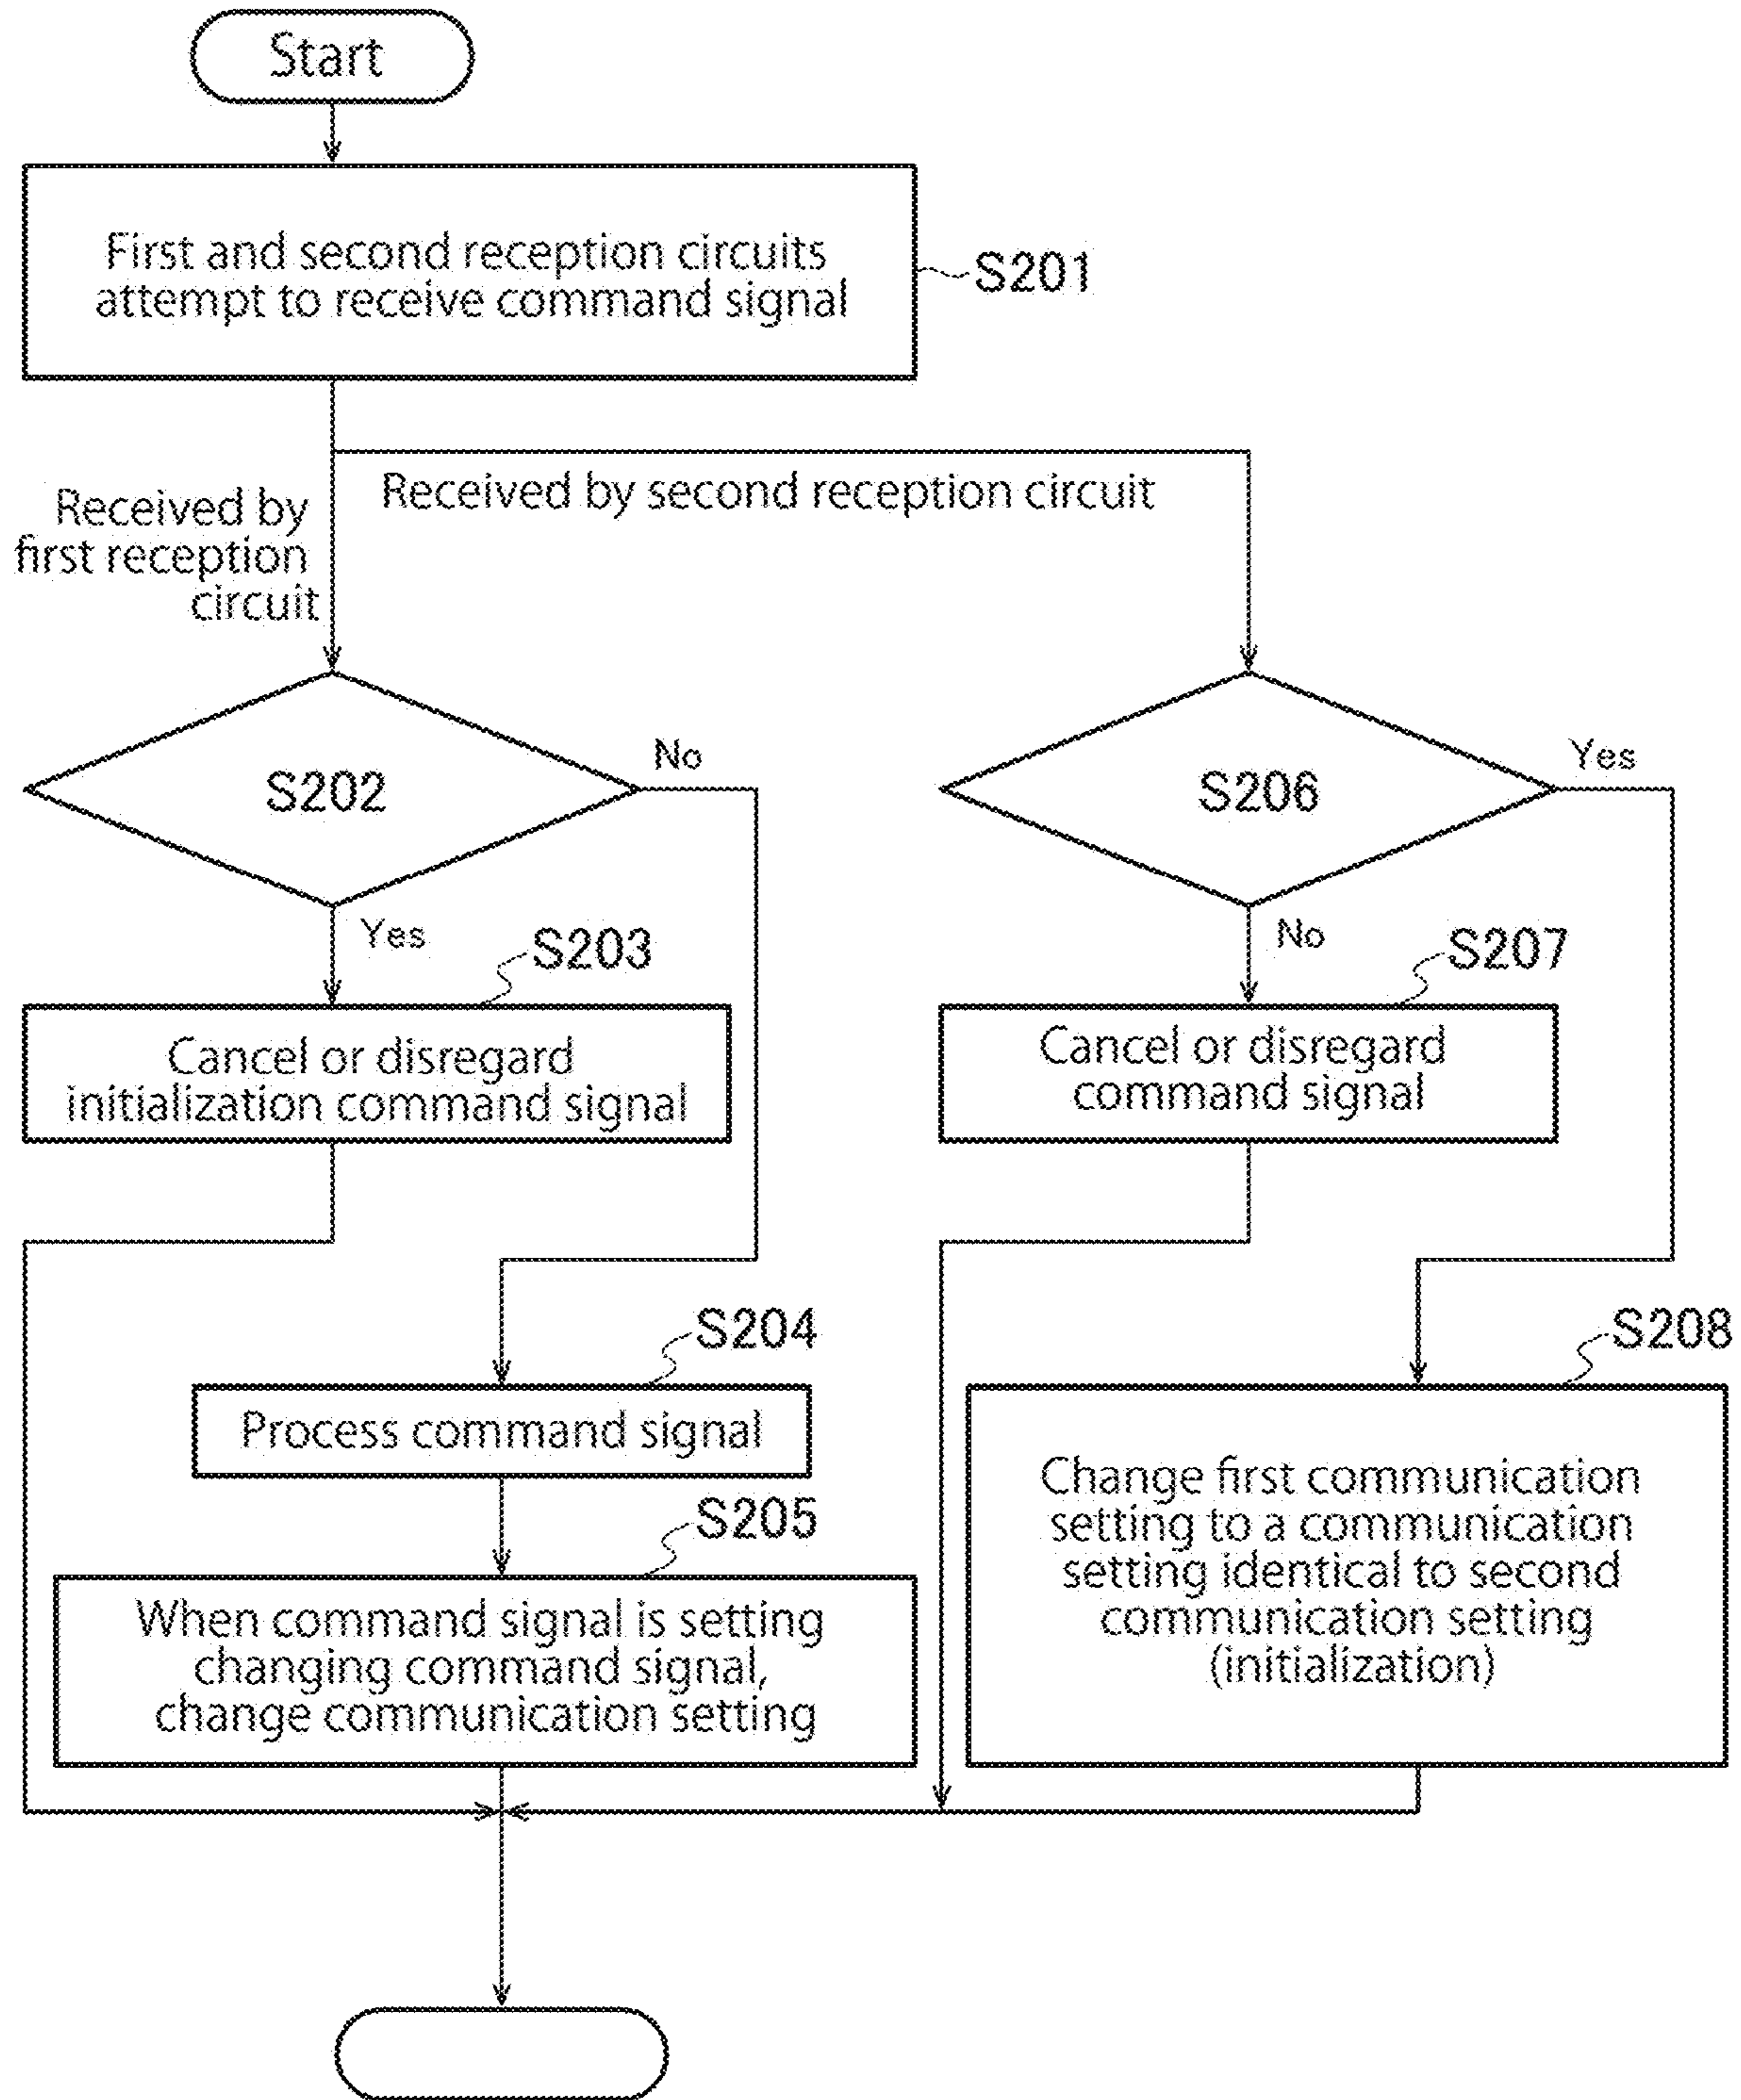 Start
First and second reception circuits
attempt to receive command signal
S201
Received by second reception circuit
Received by
first reception
circuit
S202
No
Yes
S206
Yes
No
S203
Cancel or disregard
initialization command signal
S207
Cancel or disregard
command signal
S204
Process command signal
S205
When command signal is setting
changing command signal,
change communication setting
S208
Change first communication
setting to a communication
setting identical to second
communication setting
(initialization)